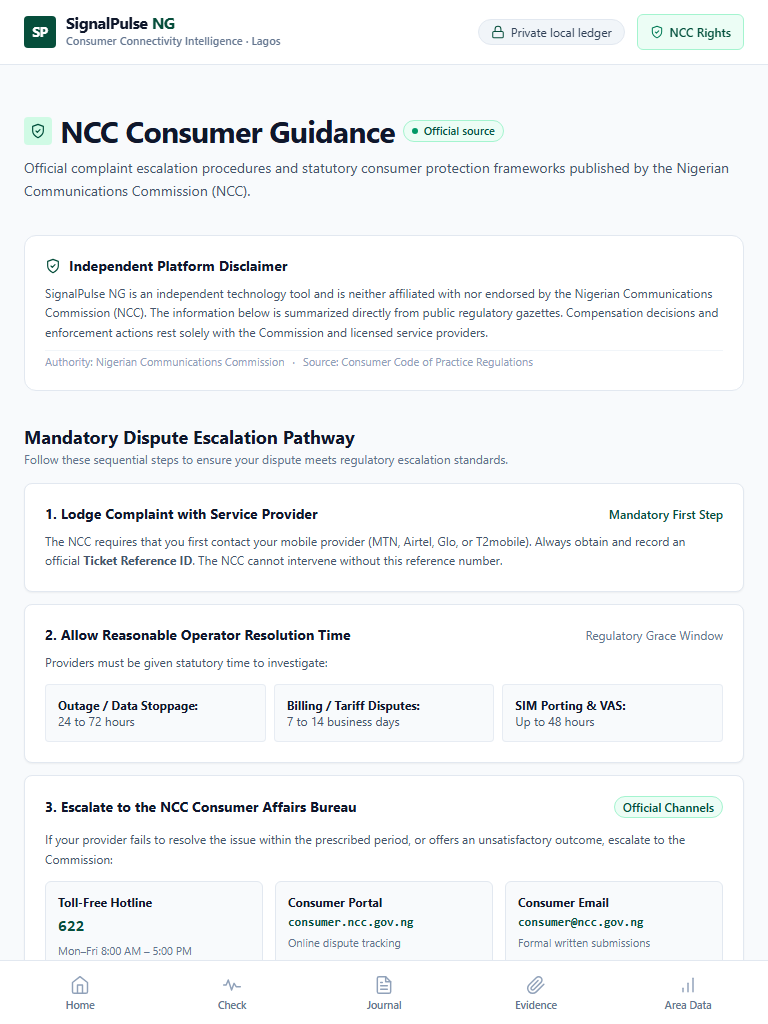 SP
SignalPulse NG
Consumer Connectivity Intelligence · Lagos
Private local ledger
NCC Rights
NCC Consumer Guidance
Official source
Official complaint escalation procedures and statutory consumer protection frameworks published by the Nigerian
Communications Commission (NCC).
Independent Platform Disclaimer
SignalPulse NG is an independent technology tool and is neither affiliated with nor endorsed by the Nigerian Communications
Commission (NCC). The information below is summarized directly from public regulatory gazettes. Compensation decisions and
enforcement actions rest solely with the Commission and licensed service providers.
Authority: Nigerian Communications Commission · Source: Consumer Code of Practice Regulations
Mandatory Dispute Escalation Pathway
Follow these sequential steps to ensure your dispute meets regulatory escalation standards.
1. Lodge Complaint with Service Provider
Mandatory First Step
The NCC requires that you first contact your mobile provider (MTN, Airtel, Glo, or T2mobile). Always obtain and record an
official Ticket Reference ID. The NCC cannot intervene without this reference number.
2. Allow Reasonable Operator Resolution Time
Regulatory Grace Window
Providers must be given statutory time to investigate:
Outage / Data Stoppage:
24 to 72 hours
Billing / Tariff Disputes:
7 to 14 business days
SIM Porting & VAS:
Up to 48 hours
3. Escalate to the NCC Consumer Affairs Bureau
Official Channels
If your provider fails to resolve the issue within the prescribed period, or offers an unsatisfactory outcome, escalate to the
Commission:
Toll-Free Hotline
622
Mon–Fri 8:00 AM – 5:00 PM
Consumer Portal
consumer.ncc.gov.ng
Online dispute tracking
Consumer Email
consumer@ncc.gov.ng
Formal written submissions
Home
Check
Journal
Evidence
Area Data